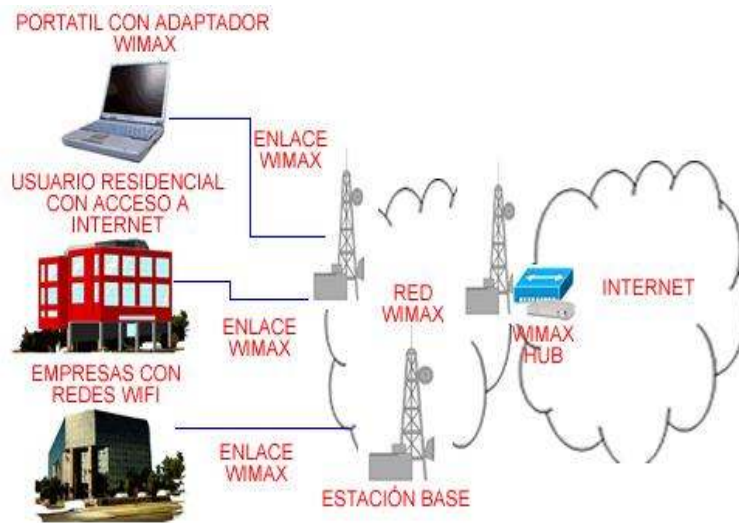 PORTATIL CON ADAPTADOR
WIMAX
ENLACE
WIMAX
USUARIO RESIDENCIAL
CON ACCESO A
INTERNET
ENLACE
WIMAX
RED
WIMAX
WIMAX
HUB
INTERNET
EMPRESAS CON
REDES WIFI
ENLACE
WIMAX
ESTACIÓN BASE